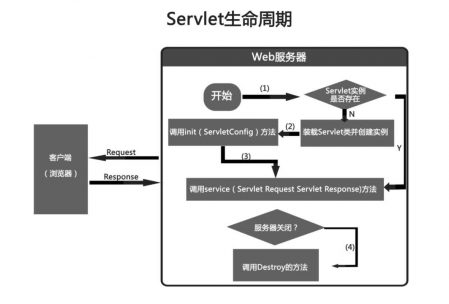 Servlet生命周期
Web服务器
开始
(1)
Servlet实例
是否存在
N
Y
调用init（ServletConfig）方法
(2)
装载Servlet类并创建实例
(3)
客户端
（浏览器）
Request
Response
调用service（Servlet Request Servlet Response)方法
服务器关闭？
(4)
调用Destroy的方法